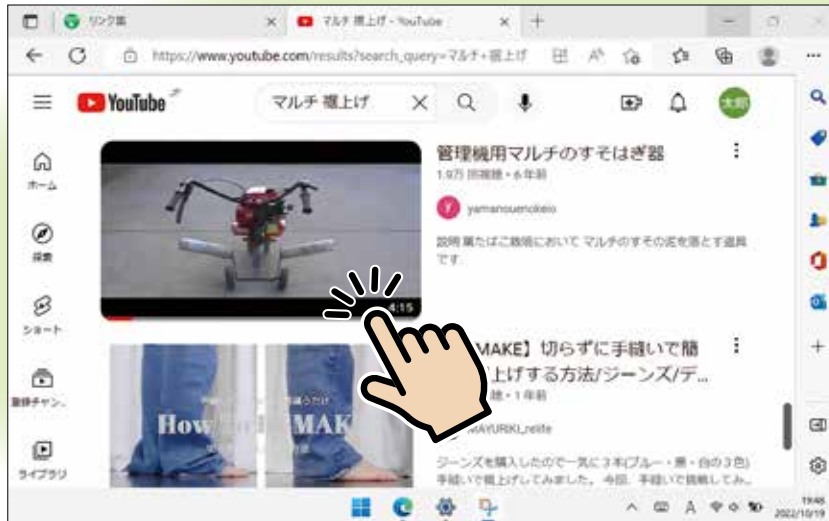 リンク集
マルチ 裾上げ - YouTube
https://www.youtube.com/results?search_query=マルチ+裾上げ
YouTube JP
マルチ 裾上げ
太郎
ホーム
探索
ショート
登録チャン..
ライブラリ
4:15
管理機用マルチのすそはぎ器
1.9万 回視聴・6年前
yamanouenokeio
説明 葉たばこ栽培において マルチのすその泥を落とす道具
です
How
MAK
MAKE】切らずに手縫いで簡
上げする方法/ジーンズ/デ...
・1 年前
MAYURIKI_relife
ジーンズを購入したので一気に3本(ブルー・黒・白の3色)
手縫いで裾上げしてみました。 今回、手縫いで挑戦してみ..
A
19:48
2022/10/19